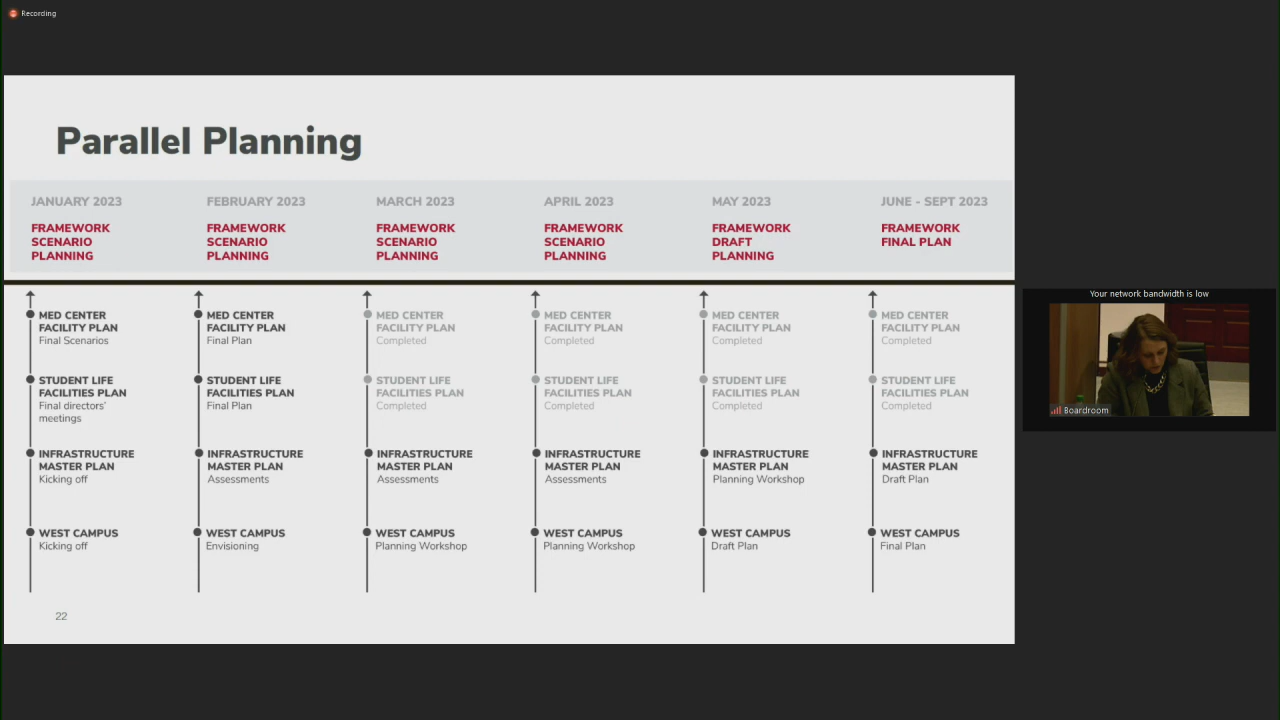 Recording
Parallel Planning
JANUARY 2023
FRAMEWORK
SCENARIO
PLANNING
FEBRUARY 2023
FRAMEWORK
SCENARIO
PLANNING
MARCH 2023
FRAMEWORK
SCENARIO
PLANNING
APRIL 2023
FRAMEWORK
SCENARIO
PLANNING
MAY 2023
FRAMEWORK
DRAFT
PLANNING
JUNE - SEPT 2023
FRAMEWORK
FINAL PLAN
MED CENTER
FACILITY PLAN
Final Scenarios
MED CENTER
FACILITY PLAN
Final Plan
MED CENTER
FACILITY PLAN
Completed
MED CENTER
FACILITY PLAN
Completed
MED CENTER
FACILITY PLAN
Completed
MED CENTER
FACILITY PLAN
Completed
STUDENT LIFE
FACILITIES PLAN
Final directors'
meetings
STUDENT LIFE
FACILITIES PLAN
Final Plan
STUDENT LIFE
FACILITIES PLAN
Completed
STUDENT LIFE
FACILITIES PLAN
Completed
STUDENT LIFE
FACILITIES PLAN
Completed
STUDENT LIFE
FACILITIES PLAN
Completed
INFRASTRUCTURE
MASTER PLAN
Kicking off
INFRASTRUCTURE
MASTER PLAN
Assessments
INFRASTRUCTURE
MASTER PLAN
Assessments
INFRASTRUCTURE
MASTER PLAN
Assessments
INFRASTRUCTURE
MASTER PLAN
Planning Workshop
INFRASTRUCTURE
MASTER PLAN
Draft Plan
WEST CAMPUS
Kicking off
WEST CAMPUS
Envisioning
WEST CAMPUS
Planning Workshop
WEST CAMPUS
Planning Workshop
WEST CAMPUS
Draft Plan
WEST CAMPUS
Final Plan
22
Your network bandwidth is low
Boardroom